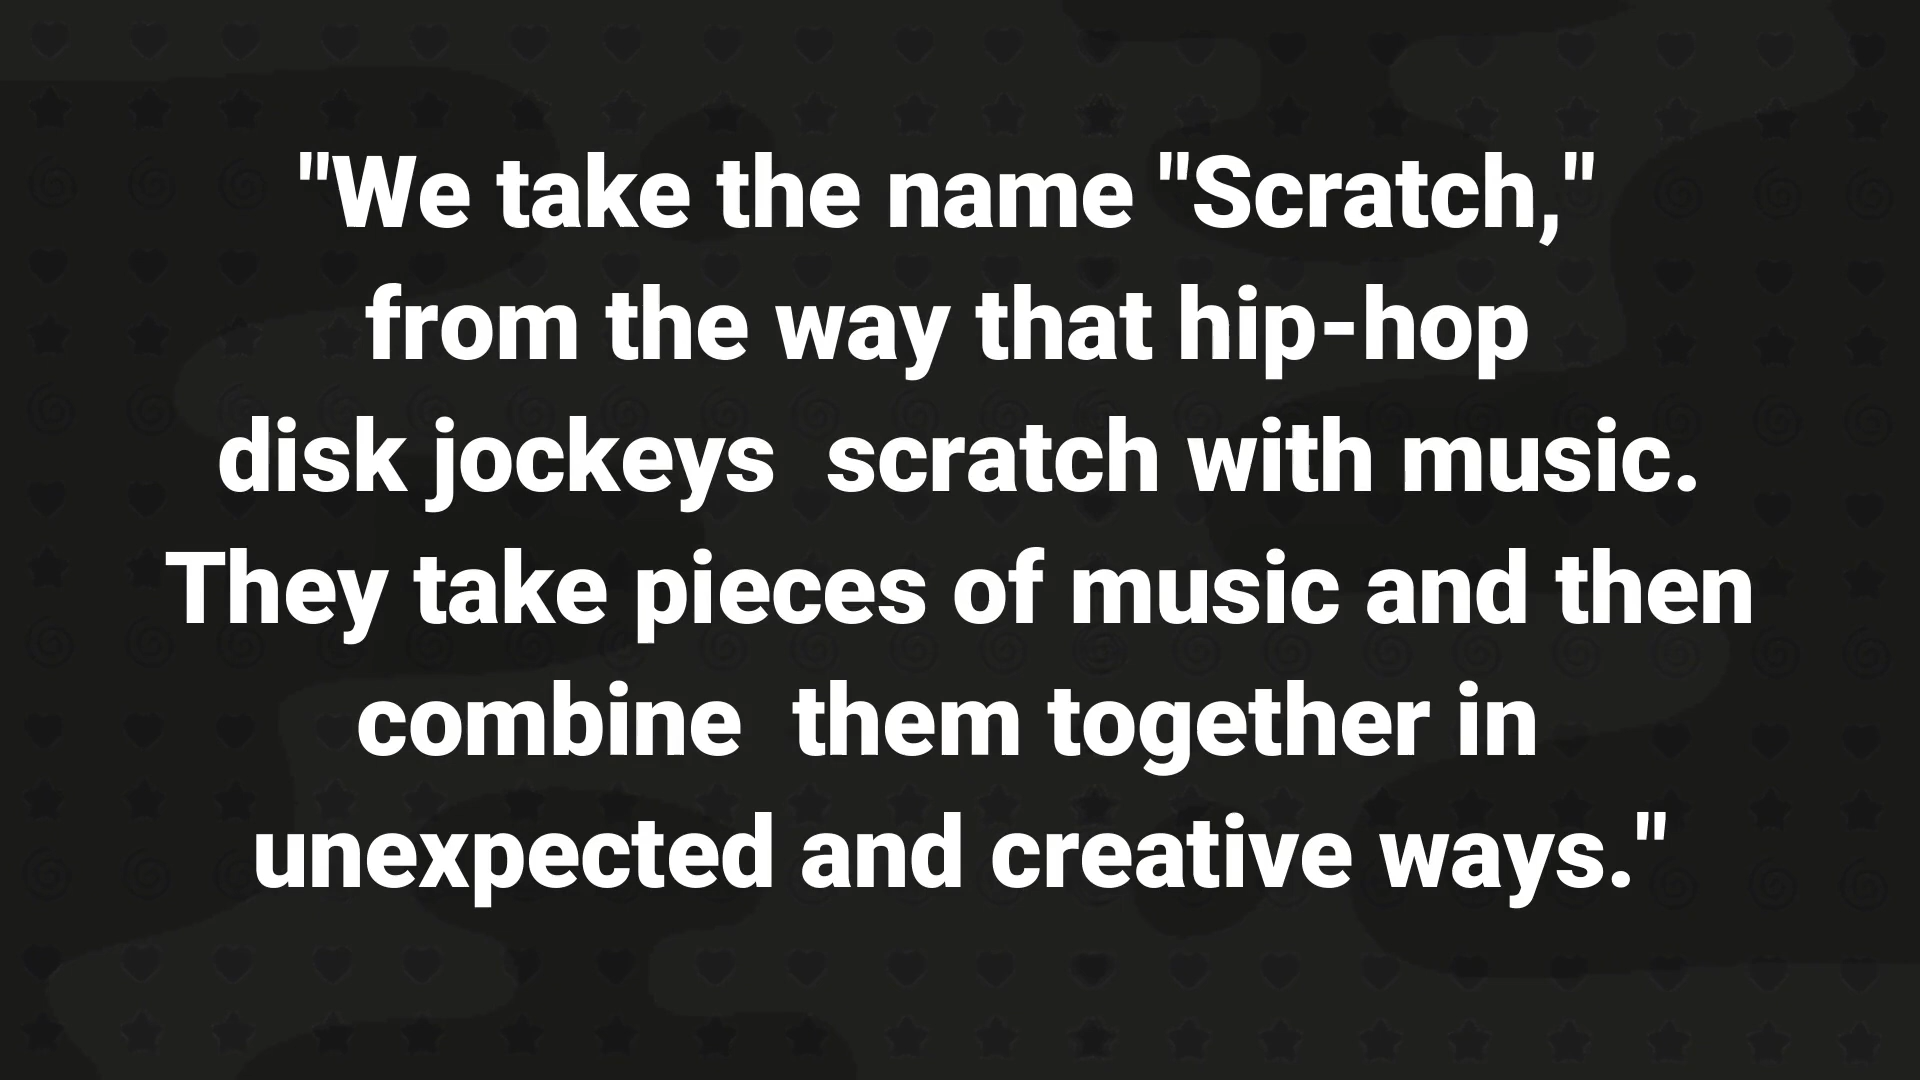 "We take the name "Scratch,"
from the way that hip-hop
disk jockeys  scratch with music.
They take pieces of music and then
combine  them together in
unexpected and creative ways."